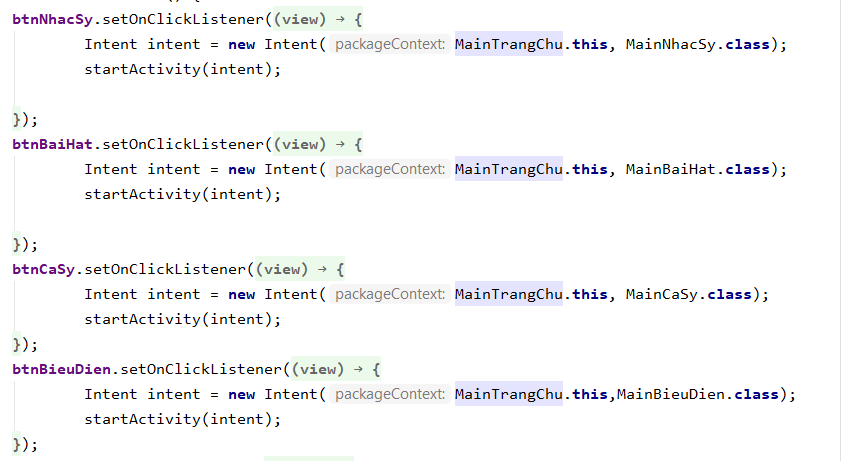 btnNhacSy.setOnClickListener((view) → {
Intent intent = new Intent( packageContext: MainTrangChu.this, MainNhacSy.class);
startActivity(intent);
});
btnBaiHat.setOnClickListener((view) → {
Intent intent = new Intent( packageContext: MainTrangChu.this, MainBaiHat.class);
startActivity(intent);
});
btnCaSy.setOnClickListener((view) → {
Intent intent = new Intent( packageContext: MainTrangChu.this, MainCaSy.class);
startActivity(intent);
});
btnBieuDien.setOnClickListener((view) → {
Intent intent = new Intent( packageContext: MainTrangChu.this,MainBieuDien.class);
startActivity(intent);
});